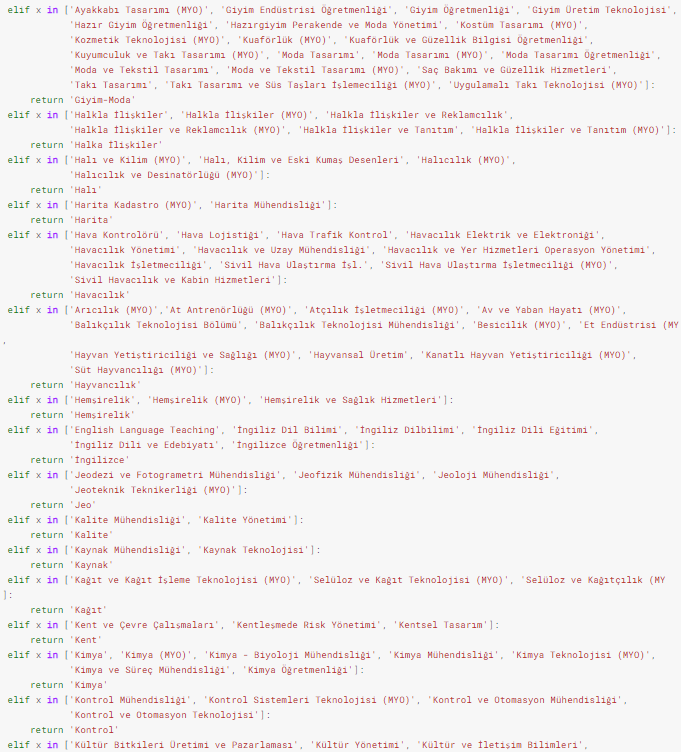 elif x in ['Ayakkabı Tasarımı (MYO)', 'Giyim Endüstrisi Öğretmenliği', 'Giyim Öğretmenliği', 'Giyim Üretim Teknolojisi',
'Hazır Giyim Öğretmenliği', 'Hazırgiyim Perakende ve Moda Yönetimi', 'Kostüm Tasarımı (MYO)',
'Kozmetik Teknolojisi (MYO)', 'Kuaförlük (MYO)', 'Kuaförlük ve Güzellik Bilgisi Öğretmenliği',
'Kuyumculuk ve Takı Tasarımı (MYO)', 'Moda Tasarımı', 'Moda Tasarımı (MYO)', 'Moda Tasarımı Öğretmenliği',
'Moda ve Tekstil Tasarımı', 'Moda ve Tekstil Tasarımı (MYO)', 'Saç Bakımı ve Güzellik Hizmetleri',
'Takı Tasarımı', 'Takı Tasarımı ve Süs Taşları İşlemeciliği (MYO)', 'Uygulamalı Takı Teknolojisi (MYO)']:
return 'Giyim-Moda'
elif x in ['Halkla İlişkiler', 'Halkla İlişkiler (MYO)', 'Halkla İlişkiler ve Reklamcılık',
'Halkla İlişkiler ve Reklamcılık (MYO)', 'Halkla İlişkiler ve Tanıtım', 'Halkla İlişkiler ve Tanıtım (MYO)']:
return 'Halka İlişkiler'
elif x in ['Halı ve Kilim (MYO)', 'Halı, Kilim ve Eski Kumaş Desenleri', 'Halıcılık (MYO)',
'Halıcılık ve Desinatörlüğü (MYO)']:
return 'Halı'
elif x in ['Harita Kadastro (MYO)', 'Harita Mühendisliği']:
return 'Harita'
elif x in ['Hava Kontrolörü', 'Hava Lojistiği', 'Hava Trafik Kontrol', 'Havacılık Elektrik ve Elektroniği',
'Havacılık Yönetimi', 'Havacılık ve Uzay Mühendisliği', 'Havacılık ve Yer Hizmetleri Operasyon Yönetimi',
'Havacılık İşletmeciliği', 'Sivil Hava Ulaştırma İşl.', 'Sivil Hava Ulaştırma İşletmeciliği (MYO)',
'Sivil Havacılık ve Kabin Hizmetleri']:
return 'Havacılık'
elif x in ['Arıcılık (MYO)','At Antrenörlüğü (MYO)', 'Atçılık İşletmeciliği (MYO)', 'Av ve Yaban Hayatı (MYO)',
'Balıkçılık Teknolojisi Bölümü', 'Balıkçılık Teknolojisi Mühendisliği', 'Besicilik (MYO)', 'Et Endüstrisi (MY
,
'Hayvan Yetiştiriciliği ve Sağlığı (MYO)', 'Hayvansal Üretim', 'Kanatlı Hayvan Yetiştiriciliği (MYO)',
'Süt Hayvancılığı (MYO)']:
return 'Hayvancılık'
elif x in ['Hemşirelik', 'Hemşirelik (MYO)', 'Hemşirelik ve Sağlık Hizmetleri']:
return 'Hemşirelik'
elif x in ['English Language Teaching', 'İngiliz Dil Bilimi', 'İngiliz Dilbilimi', 'İngiliz Dili Eğitimi',
'İngiliz Dili ve Edebiyatı', 'İngilizce Öğretmenliği']:
return 'İngilizce'
elif x in ['Jeodezi ve Fotogrametri Mühendisliği', 'Jeofizik Mühendisliği', 'Jeoloji Mühendisliği',
'Jeoteknik Teknikerliği (MYO)']:
return 'Jeo'
elif x in ['Kalite Mühendisliği', 'Kalite Yönetimi']:
return 'Kalite'
elif x in ['Kaynak Mühendisliği', 'Kaynak Teknolojisi']:
return 'Kaynak'
elif x in ['Kağıt ve Kağıt İşleme Teknolojisi (MYO)', 'Selüloz ve Kağıt Teknolojisi (MYO)', 'Selüloz ve Kağıtçılık (MY
]:
return 'Kağıt'
elif x in ['Kent ve Çevre Çalışmaları', 'Kentleşmede Risk Yönetimi', 'Kentsel Tasarım']:
return 'Kent'
elif x in ['Kimya', 'Kimya (MYO)', 'Kimya - Biyoloji Mühendisliği', 'Kimya Mühendisliği', 'Kimya Teknolojisi (MYO)',
'Kimya ve Süreç Mühendisliği', 'Kimya Öğretmenliği']:
return 'Kimya'
elif x in ['Kontrol Mühendisliği', 'Kontrol Sistemleri Teknolojisi (MYO)', 'Kontrol ve Otomasyon Mühendisliği',
'Kontrol ve Otomasyon Teknolojisi']:
return 'Kontrol'
elif x in ['Kültür Bitkileri Üretimi ve Pazarlaması', 'Kültür Yönetimi', 'Kültür ve İletişim Bilimleri',